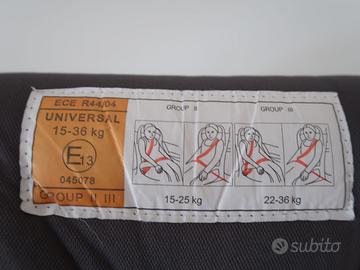 ECE R44/04
UNIVERSAL
15-36 kg
E13
045078
GROUP II III
GROUP II
GROUP III
15-25 kg
22-36 kg
subito